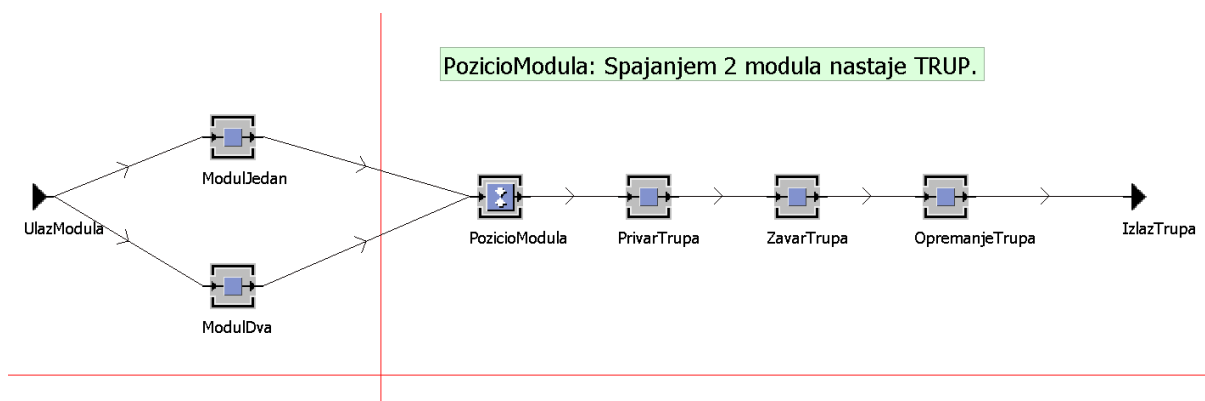 PozicioModula: Spajanjem 2 modula nastaje TRUP.
ModulJedan
UlazModula
PozicioModula
PrivarTrupa
ZavarTrupa
OpremanjeTrupa
IzlazTrupa
ModulDva